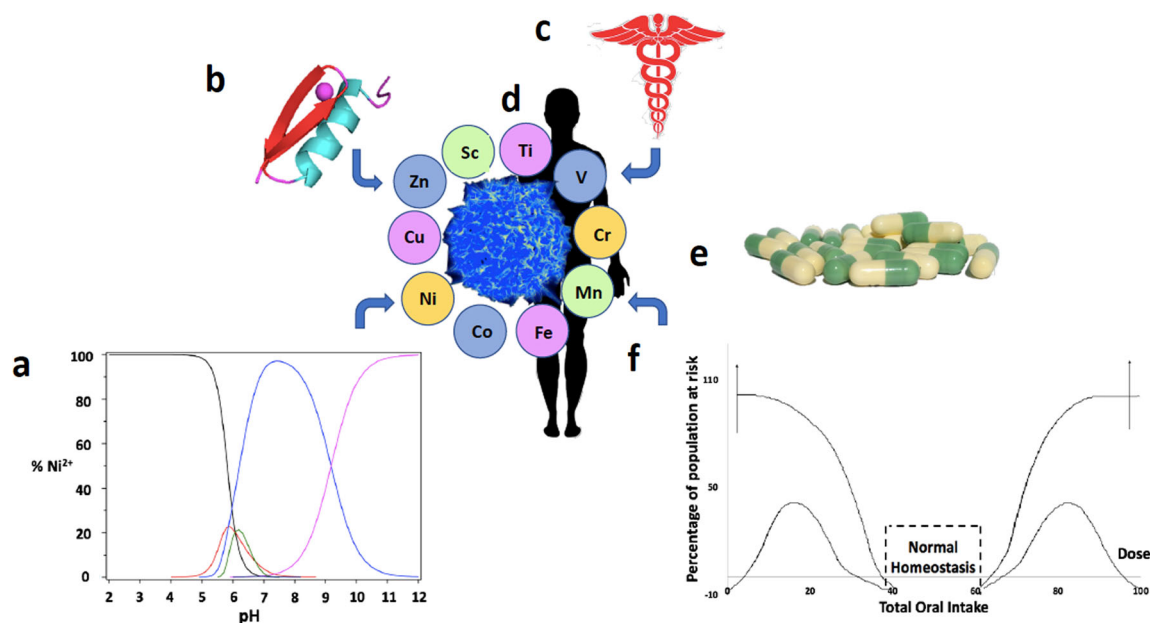 c
b
d
Sc
Ti
Zn
V
Cu
Cr
e
Ni
Mn
Co
Fe
a
f
100
80
60
% Ni²⁺
40
20
0
2 3 4 5 6 7 8 9 10 11 12
pH
Percentage of population at risk
110
50
-10
Normal
Homeostasis
Dose
0 20 40 60 80 100
Total Oral Intake